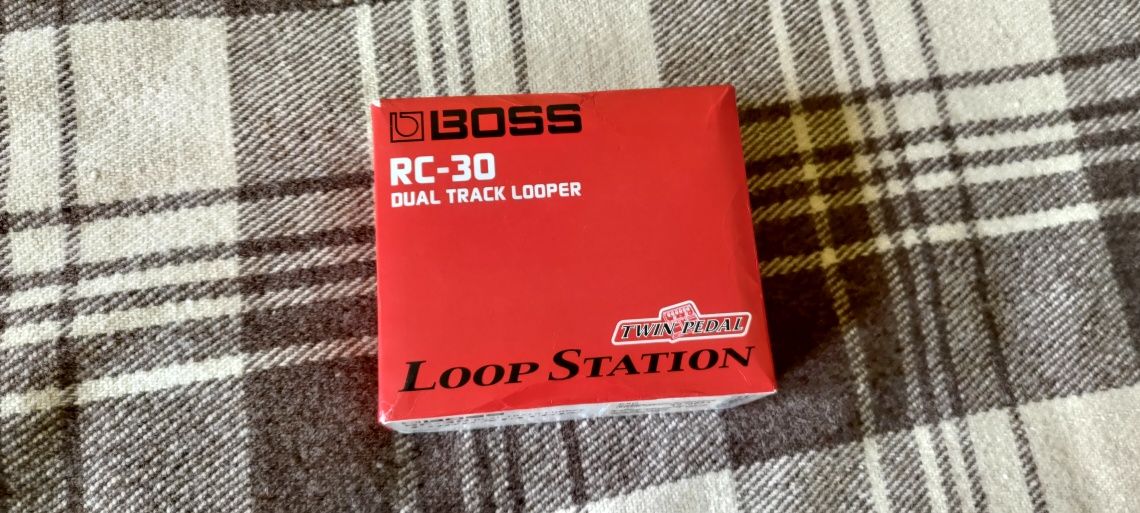 BOSS
RC-30
DUAL TRACK LOOPER
TWIN PEDAL
LOOP STATION